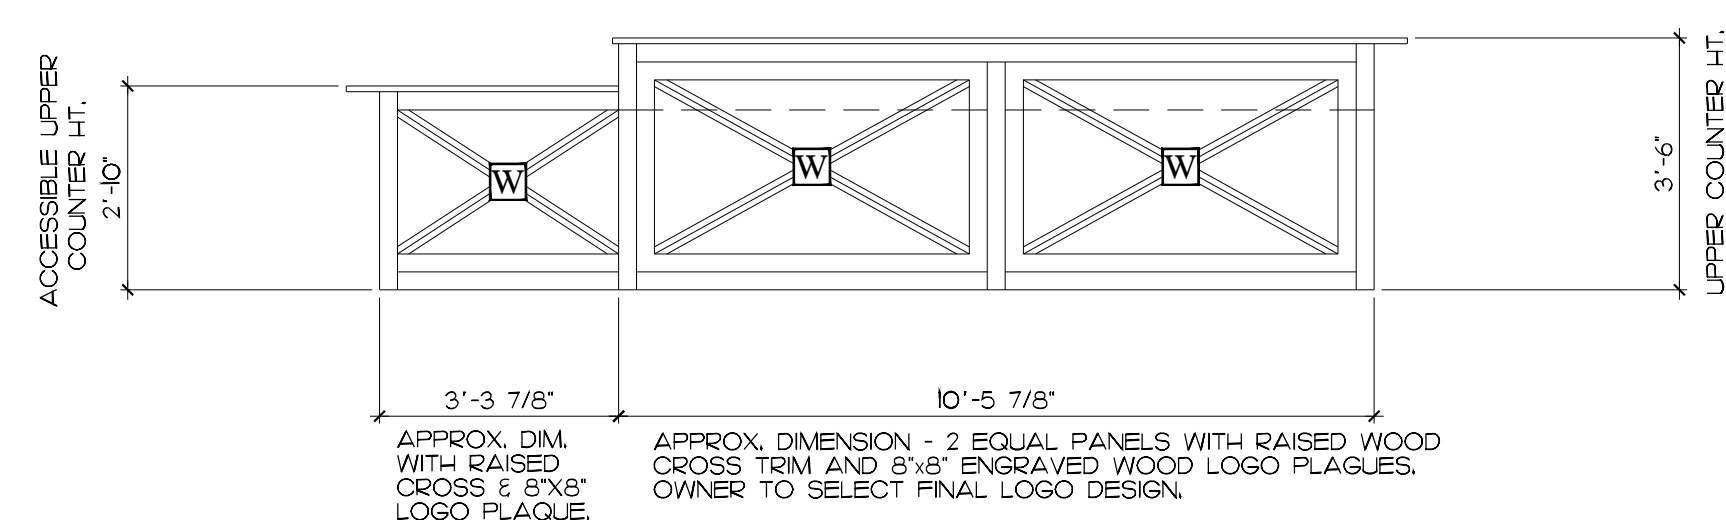 ACCESSIBLE UPPER
COUNTER HT.
2'-10"
W
W
W
3'-6"
UPPER COUNTER HT.
3'-3 7/8"
10'-5 7/8"
APPROX. DIM.
WITH RAISED
CROSS & 8"X8"
LOGO PLAQUE.
APPROX. DIMENSION - 2 EQUAL PANELS WITH RAISED WOOD
CROSS TRIM AND 8"x8" ENGRAVED WOOD LOGO PLAGUES.
OWNER TO SELECT FINAL LOGO DESIGN.